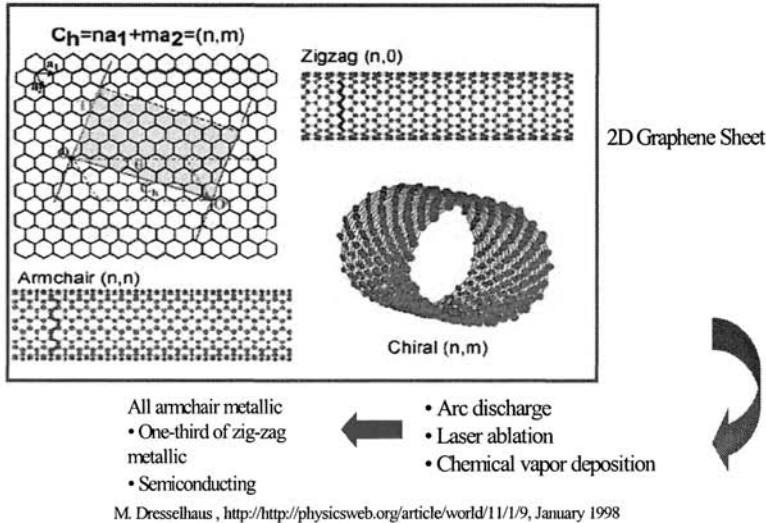 Cₕ=na₁+ma₂=(n,m)
Zigzag (n,0)
a₁
2D Graphene Sheet
Armchair (n,n)
Chiral (n,m)
All armchair metallic
• One-third of zig-zag
metallic
• Semiconducting
• Arc discharge
• Laser ablation
• Chemical vapor deposition
M. Dresselhaus , http://http://physicsweb.org/article/world/11/1/9, January 1998